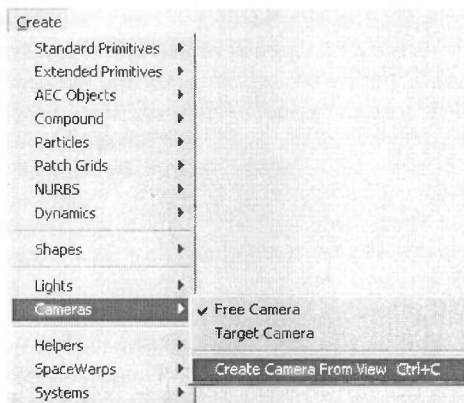 Create
Standard Primitives
Extended Primitives
AEC Objects
Compound
Particles
Patch Grids
NURBS
Dynamics
Shapes
Lights
Cameras
Free Camera
Target Camera
Create Camera From View Ctrl+C
Helpers
SpaceWarps
Systems